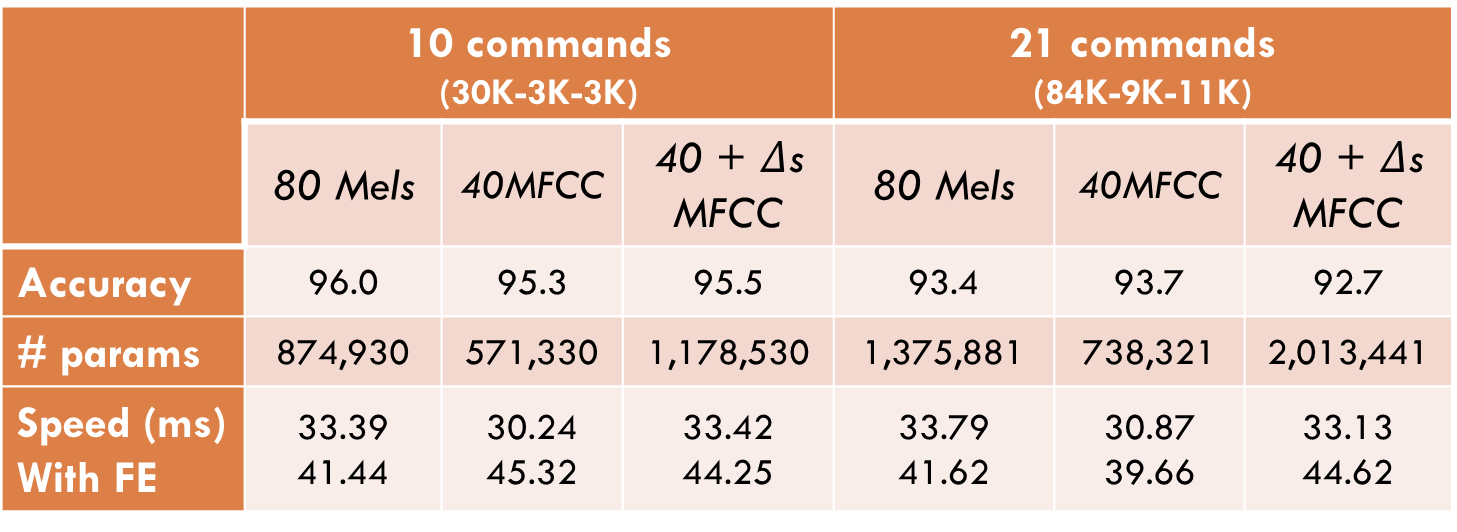 10 commands
(30K-3K-3K)
21 commands
(84K-9K-11K)
80 Mels
40MFCC
40 + Δs
MFCC
80 Mels
40MFCC
40 + Δs
MFCC
Accuracy 96.0 95.3 95.5 93.4 93.7 92.7
# params 874,930 571,330 1,178,530 1,375,881 738,321 2,013,441
Speed (ms) 33.39 30.24 33.42 33.79 30.87 33.13
With FE 41.44 45.32 44.25 41.62 39.66 44.62